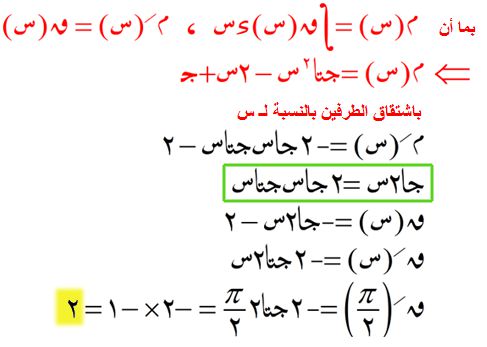 بما أن م(س) = ∫ ق(س) ءس ، م′(س) = ق(س)
⇐ م(س) = جتا²س − ٢س + جـ
باشتقاق الطرفين بالنسبة لـ س
م′(س) = −٢ جاس جتاس − ٢
جا٢س = ٢ جاس جتاس
ق(س) = −جا٢س − ٢
ق′(س) = −٢ جتا٢س
ق′(π/٢) = −٢ جتا٢ π/٢ = −٢ × −١ = ٢